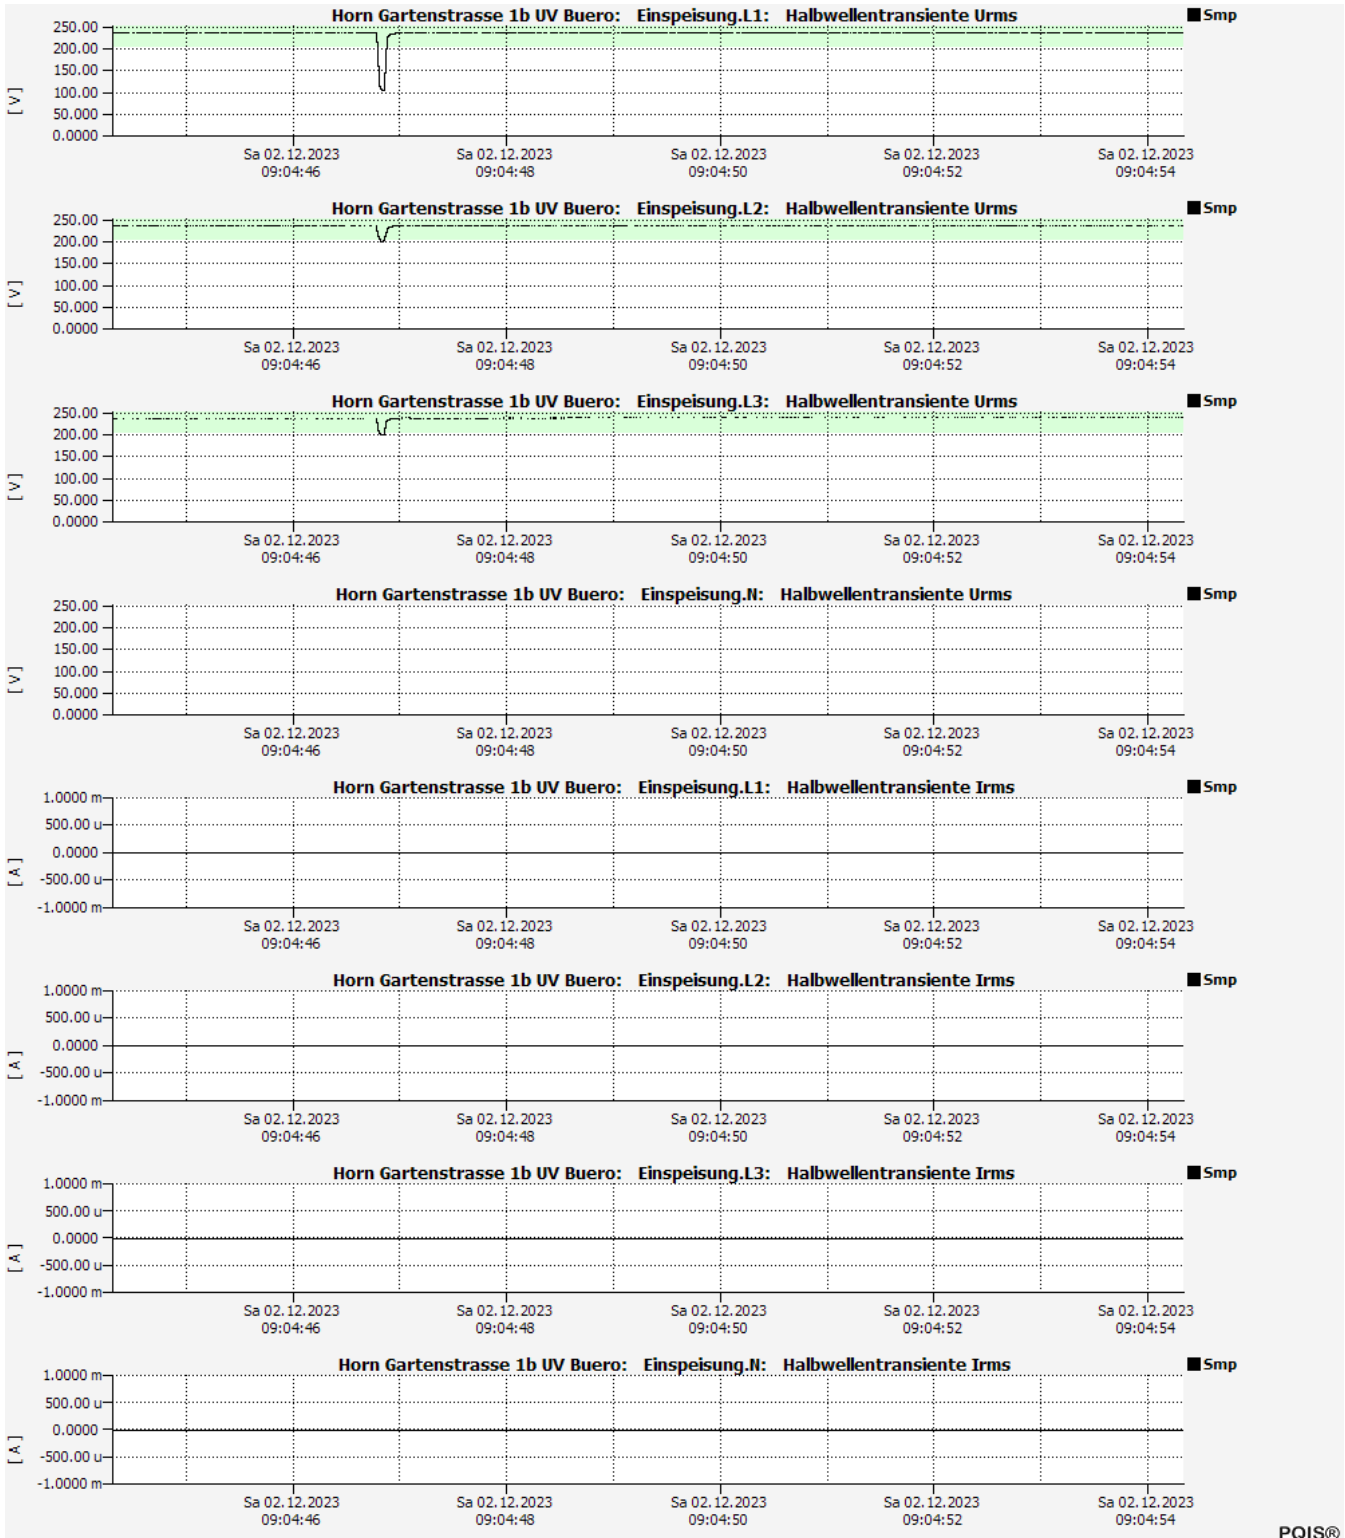 Horn Gartenstrasse 1b UV Buero: Einspeisung.L1: Halbwellentransiente Urms
Smp
250.00
200.00
150.00
100.00
50.000
0.0000
[ V ]
Sa 02.12.2023 Sa 02.12.2023 Sa 02.12.2023 Sa 02.12.2023 Sa 02.12.2023
09:04:46 09:04:48 09:04:50 09:04:52 09:04:54
Horn Gartenstrasse 1b UV Buero: Einspeisung.L2: Halbwellentransiente Urms
Smp
250.00
200.00
150.00
100.00
50.000
0.0000
[ V ]
Sa 02.12.2023 Sa 02.12.2023 Sa 02.12.2023 Sa 02.12.2023 Sa 02.12.2023
09:04:46 09:04:48 09:04:50 09:04:52 09:04:54
Horn Gartenstrasse 1b UV Buero: Einspeisung.L3: Halbwellentransiente Urms
Smp
250.00
200.00
150.00
100.00
50.000
0.0000
[ V ]
Sa 02.12.2023 Sa 02.12.2023 Sa 02.12.2023 Sa 02.12.2023 Sa 02.12.2023
09:04:46 09:04:48 09:04:50 09:04:52 09:04:54
Horn Gartenstrasse 1b UV Buero: Einspeisung.N: Halbwellentransiente Urms
Smp
250.00
200.00
150.00
100.00
50.000
0.0000
[ V ]
Sa 02.12.2023 Sa 02.12.2023 Sa 02.12.2023 Sa 02.12.2023 Sa 02.12.2023
09:04:46 09:04:48 09:04:50 09:04:52 09:04:54
Horn Gartenstrasse 1b UV Buero: Einspeisung.L1: Halbwellentransiente Irms
Smp
1.0000 m
500.00 u
0.0000
-500.00 u
-1.0000 m
[ A ]
Sa 02.12.2023 Sa 02.12.2023 Sa 02.12.2023 Sa 02.12.2023 Sa 02.12.2023
09:04:46 09:04:48 09:04:50 09:04:52 09:04:54
Horn Gartenstrasse 1b UV Buero: Einspeisung.L2: Halbwellentransiente Irms
Smp
1.0000 m
500.00 u
0.0000
-500.00 u
-1.0000 m
[ A ]
Sa 02.12.2023 Sa 02.12.2023 Sa 02.12.2023 Sa 02.12.2023 Sa 02.12.2023
09:04:46 09:04:48 09:04:50 09:04:52 09:04:54
Horn Gartenstrasse 1b UV Buero: Einspeisung.L3: Halbwellentransiente Irms
Smp
1.0000 m
500.00 u
0.0000
-500.00 u
-1.0000 m
[ A ]
Sa 02.12.2023 Sa 02.12.2023 Sa 02.12.2023 Sa 02.12.2023 Sa 02.12.2023
09:04:46 09:04:48 09:04:50 09:04:52 09:04:54
Horn Gartenstrasse 1b UV Buero: Einspeisung.N: Halbwellentransiente Irms
Smp
1.0000 m
500.00 u
0.0000
-500.00 u
-1.0000 m
[ A ]
Sa 02.12.2023 Sa 02.12.2023 Sa 02.12.2023 Sa 02.12.2023 Sa 02.12.2023
09:04:46 09:04:48 09:04:50 09:04:52 09:04:54
PQIS®